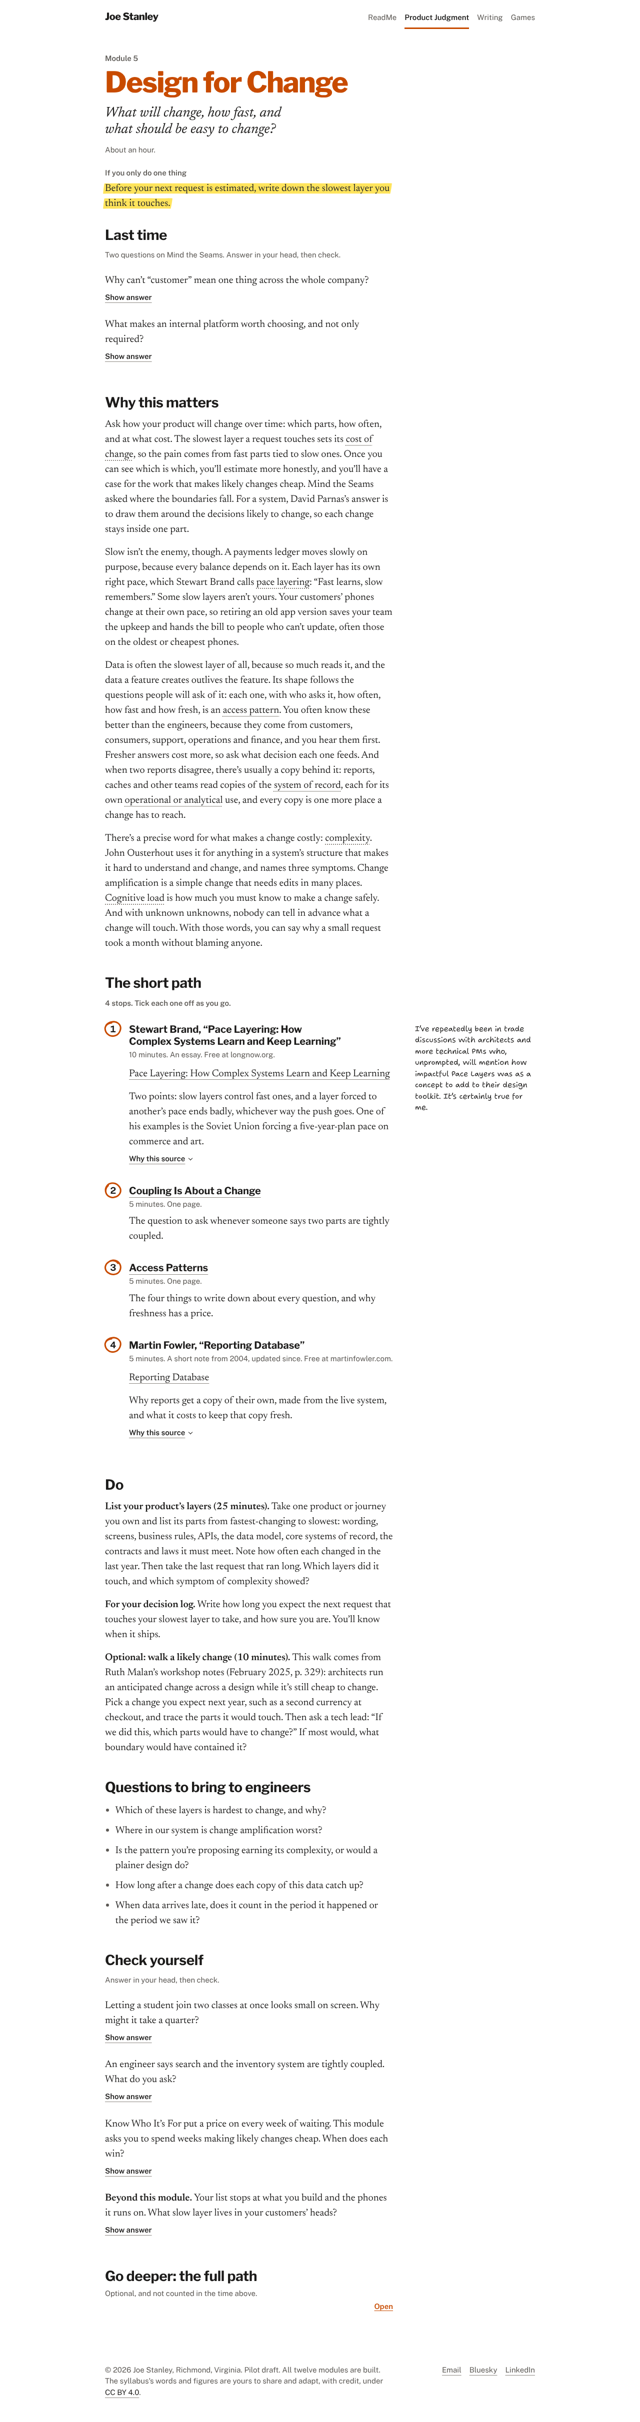 Joe Stanley
ReadMe Product Judgment Writing Games
Module 5
Design for Change
What will change, how fast, and
what should be easy to change?
About an hour.
If you only do one thing
Before your next request is estimated, write down the slowest layer you
think it touches.
Last time
Two questions on Mind the Seams. Answer in your head, then check.
Why can’t “customer” mean one thing across the whole company?
Show answer
What makes an internal platform worth choosing, and not only
required?
Show answer
Why this matters
Ask how your product will change over time: which parts, how often,
and at what cost. The slowest layer a request touches sets its cost of
change, so the pain comes from fast parts tied to slow ones. Once you
can see which is which, you’ll estimate more honestly, and you’ll have a
case for the work that makes likely changes cheap. Mind the Seams
asked where the boundaries fall. For a system, David Parnas’s answer is
to draw them around the decisions likely to change, so each change
stays inside one part.
Slow isn’t the enemy, though. A payments ledger moves slowly on
purpose, because every balance depends on it. Each layer has its own
right pace, which Stewart Brand calls pace layering: “Fast learns, slow
remembers.” Some slow layers aren’t yours. Your customers’ phones
change at their own pace, so retiring an old app version saves your team
the upkeep and hands the bill to people who can’t update, often those
on the oldest or cheapest phones.
Data is often the slowest layer of all, because so much reads it, and the
data a feature creates outlives the feature. Its shape follows the
questions people will ask of it: each one, with who asks it, how often,
how fast and how fresh, is an access pattern. You often know these
better than the engineers, because they come from customers,
consumers, support, operations and finance, and you hear them first.
Fresher answers cost more, so ask what decision each one feeds. And
when two reports disagree, there’s usually a copy behind it: reports,
caches and other teams read copies of the system of record, each for its
own operational or analytical use, and every copy is one more place a
change has to reach.
There’s a precise word for what makes a change costly: complexity.
John Ousterhout uses it for anything in a system’s structure that makes
it hard to understand and change, and names three symptoms. Change
amplification is a simple change that needs edits in many places.
Cognitive load is how much you must know to make a change safely.
And with unknown unknowns, nobody can tell in advance what a
change will touch. With those words, you can say why a small request
took a month without blaming anyone.
The short path
4 stops. Tick each one off as you go.
1
Stewart Brand, “Pace Layering: How
Complex Systems Learn and Keep Learning”
10 minutes. An essay. Free at longnow.org.
Pace Layering: How Complex Systems Learn and Keep Learning
Two points: slow layers control fast ones, and a layer forced to
another’s pace ends badly, whichever way the push goes. One of
his examples is the Soviet Union forcing a five-year-plan pace on
commerce and art.
Why this source
I’ve repeatedly been in trade
discussions with architects and
more technical PMs who,
unprompted, will mention how
impactful Pace Layers was as a
concept to add to their design
toolkit. It’s certainly true for
me.
2
Coupling Is About a Change
5 minutes. One page.
The question to ask whenever someone says two parts are tightly
coupled.
3
Access Patterns
5 minutes. One page.
The four things to write down about every question, and why
freshness has a price.
4
Martin Fowler, “Reporting Database”
5 minutes. A short note from 2004, updated since. Free at martinfowler.com.
Reporting Database
Why reports get a copy of their own, made from the live system,
and what it costs to keep that copy fresh.
Why this source
Do
List your product’s layers (25 minutes). Take one product or journey
you own and list its parts from fastest-changing to slowest: wording,
screens, business rules, APIs, the data model, core systems of record, the
contracts and laws it must meet. Note how often each changed in the
last year. Then take the last request that ran long. Which layers did it
touch, and which symptom of complexity showed?
For your decision log. Write how long you expect the next request that
touches your slowest layer to take, and how sure you are. You’ll know
when it ships.
Optional: walk a likely change (10 minutes). This walk comes from
Ruth Malan’s workshop notes (February 2025, p. 329): architects run
an anticipated change across a design while it’s still cheap to change.
Pick a change you expect next year, such as a second currency at
checkout, and trace the parts it would touch. Then ask a tech lead: “If
we did this, which parts would have to change?” If most would, what
boundary would have contained it?
Questions to bring to engineers
• Which of these layers is hardest to change, and why?
• Where in our system is change amplification worst?
• Is the pattern you’re proposing earning its complexity, or would a
plainer design do?
• How long after a change does each copy of this data catch up?
• When data arrives late, does it count in the period it happened or
the period we saw it?
Check yourself
Answer in your head, then check.
Letting a student join two classes at once looks small on screen. Why
might it take a quarter?
Show answer
An engineer says search and the inventory system are tightly coupled.
What do you ask?
Show answer
Know Who It’s For put a price on every week of waiting. This module
asks you to spend weeks making likely changes cheap. When does each
win?
Show answer
Beyond this module. Your list stops at what you build and the phones
it runs on. What slow layer lives in your customers’ heads?
Show answer
Go deeper: the full path
Optional, and not counted in the time above.
Open
© 2026 Joe Stanley, Richmond, Virginia. Pilot draft. All twelve modules are built.
The syllabus’s words and figures are yours to share and adapt, with credit, under
CC BY 4.0.
Email Bluesky LinkedIn